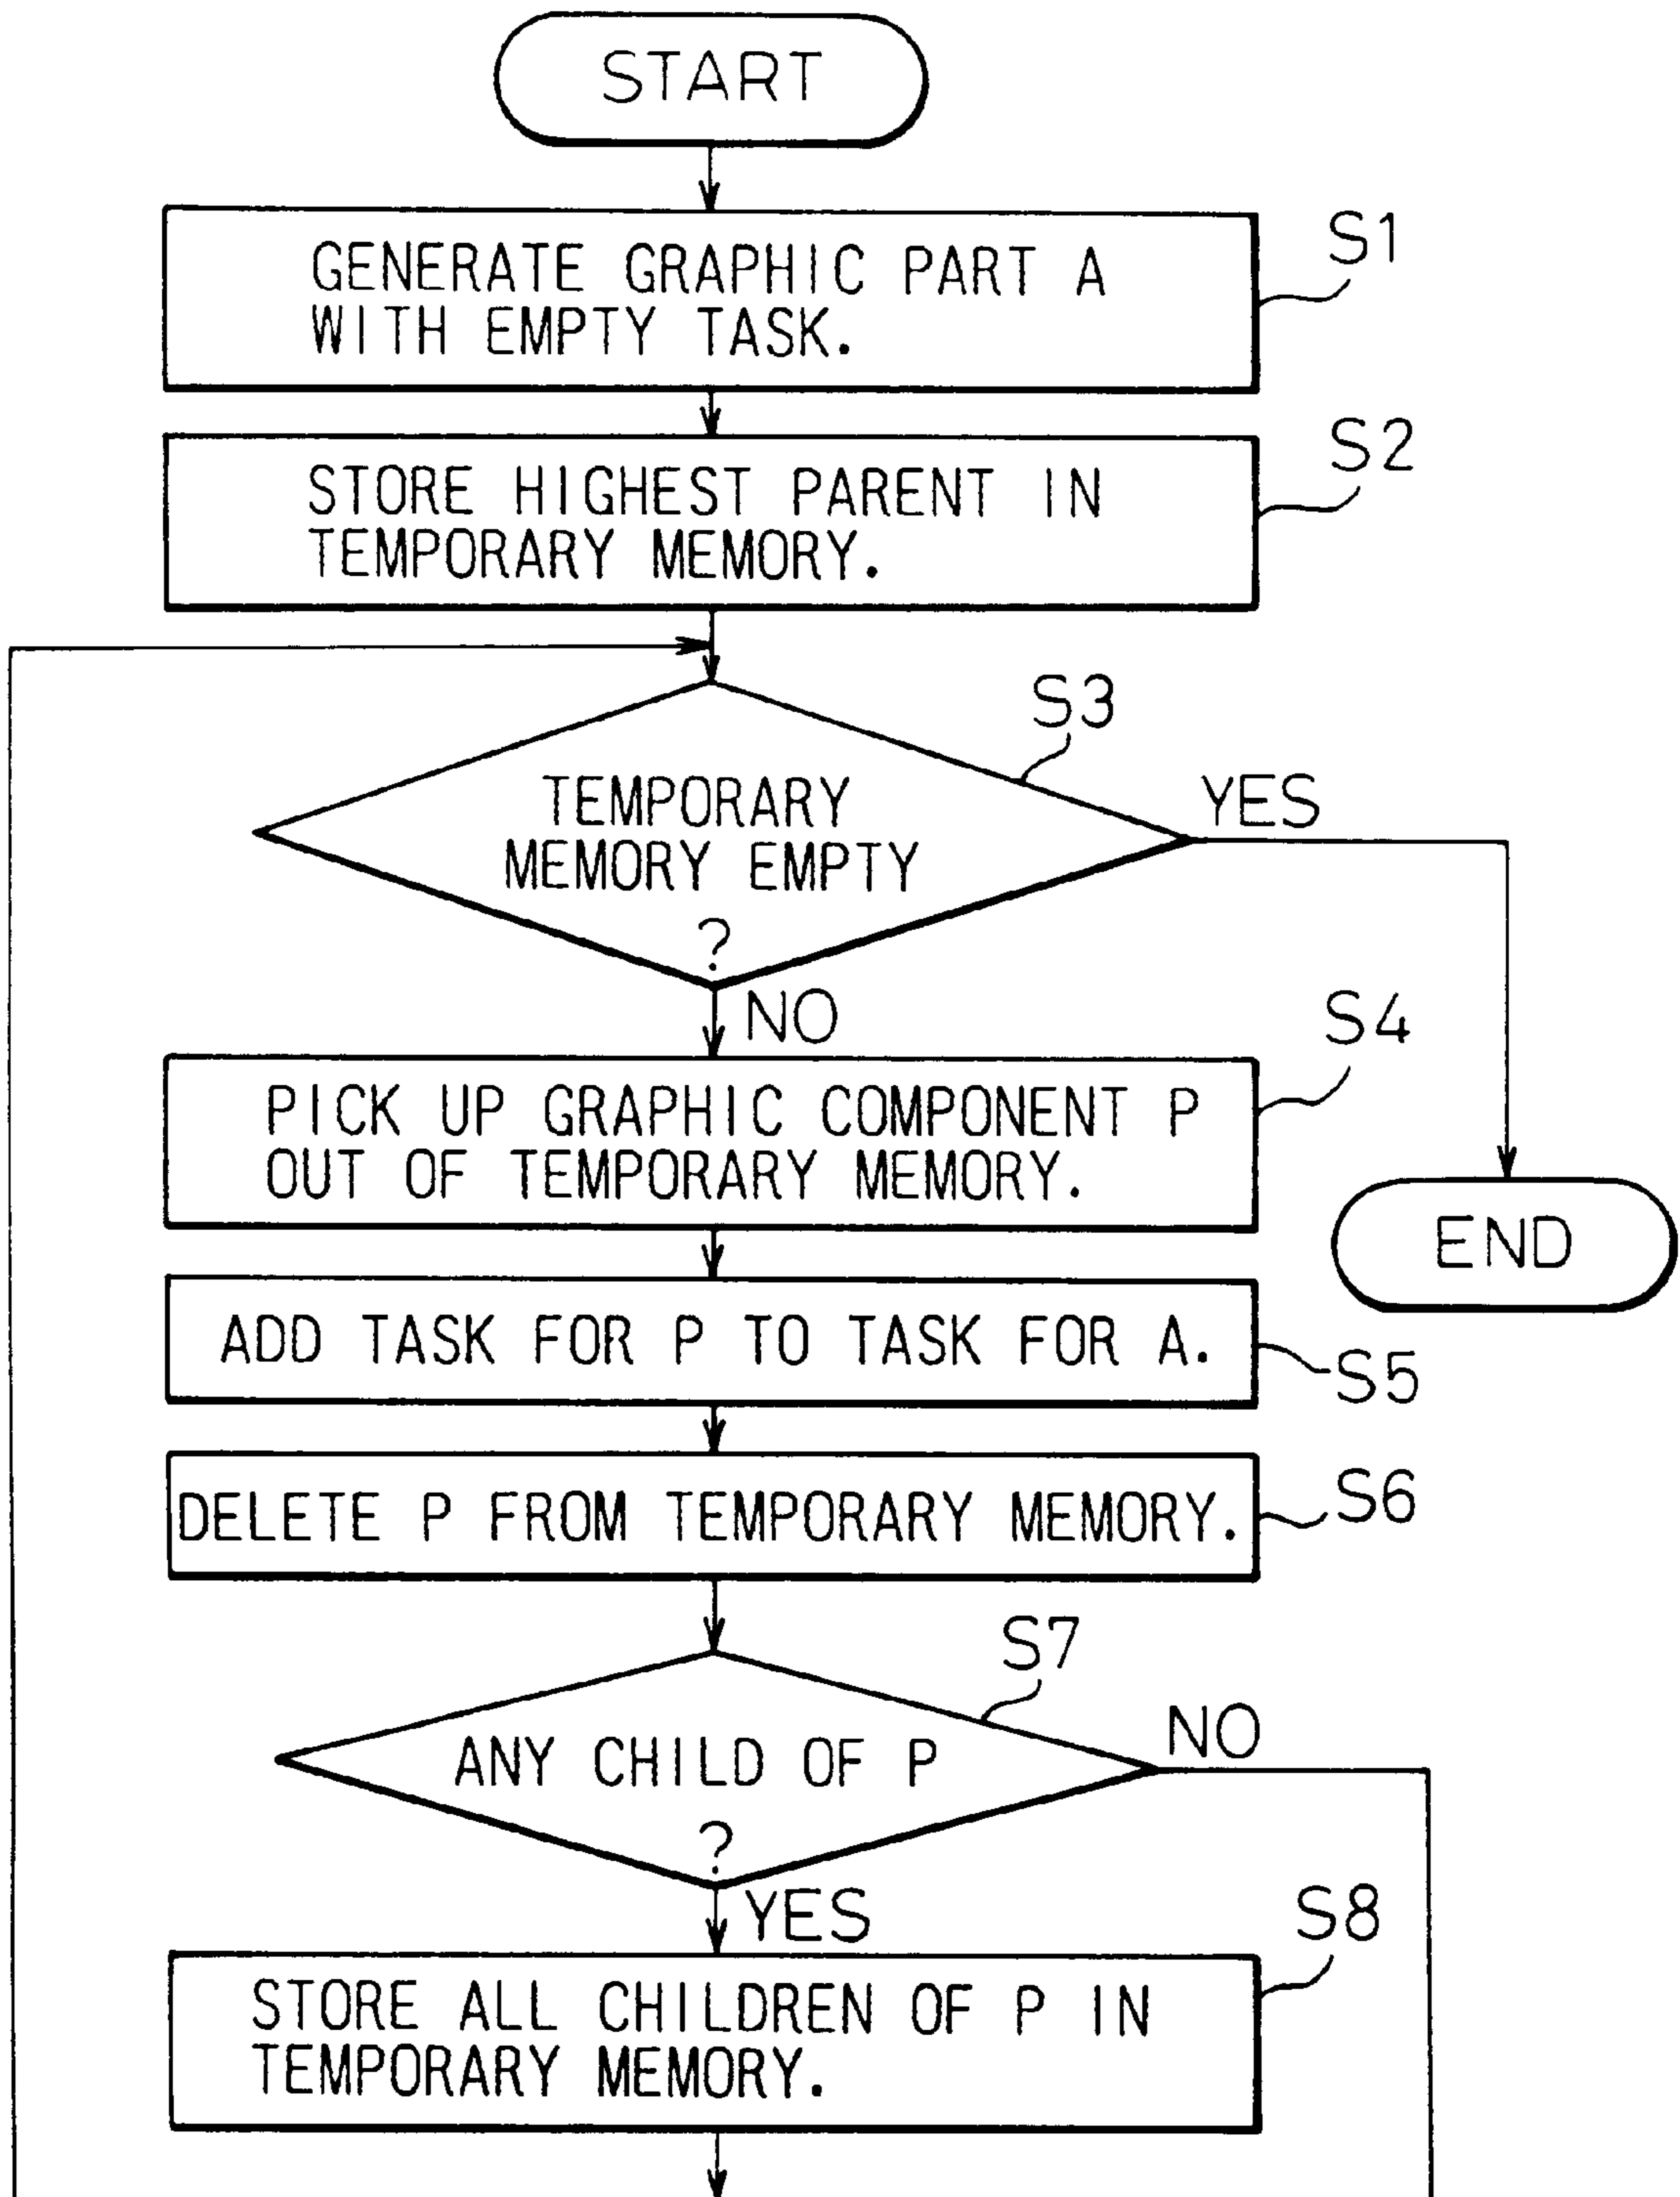 START
S1
GENERATE GRAPHIC PART A
WITH EMPTY TASK.
S2
STORE HIGHEST PARENT IN
TEMPORARY MEMORY.
S3
TEMPORARY
MEMORY EMPTY
?
YES
NO
S4
PICK UP GRAPHIC COMPONENT P
OUT OF TEMPORARY MEMORY.
END
ADD TASK FOR P TO TASK FOR A.
S5
DELETE P FROM TEMPORARY MEMORY.
S6
S7
ANY CHILD OF P
?
NO
YES
S8
STORE ALL CHILDREN OF P IN
TEMPORARY MEMORY.